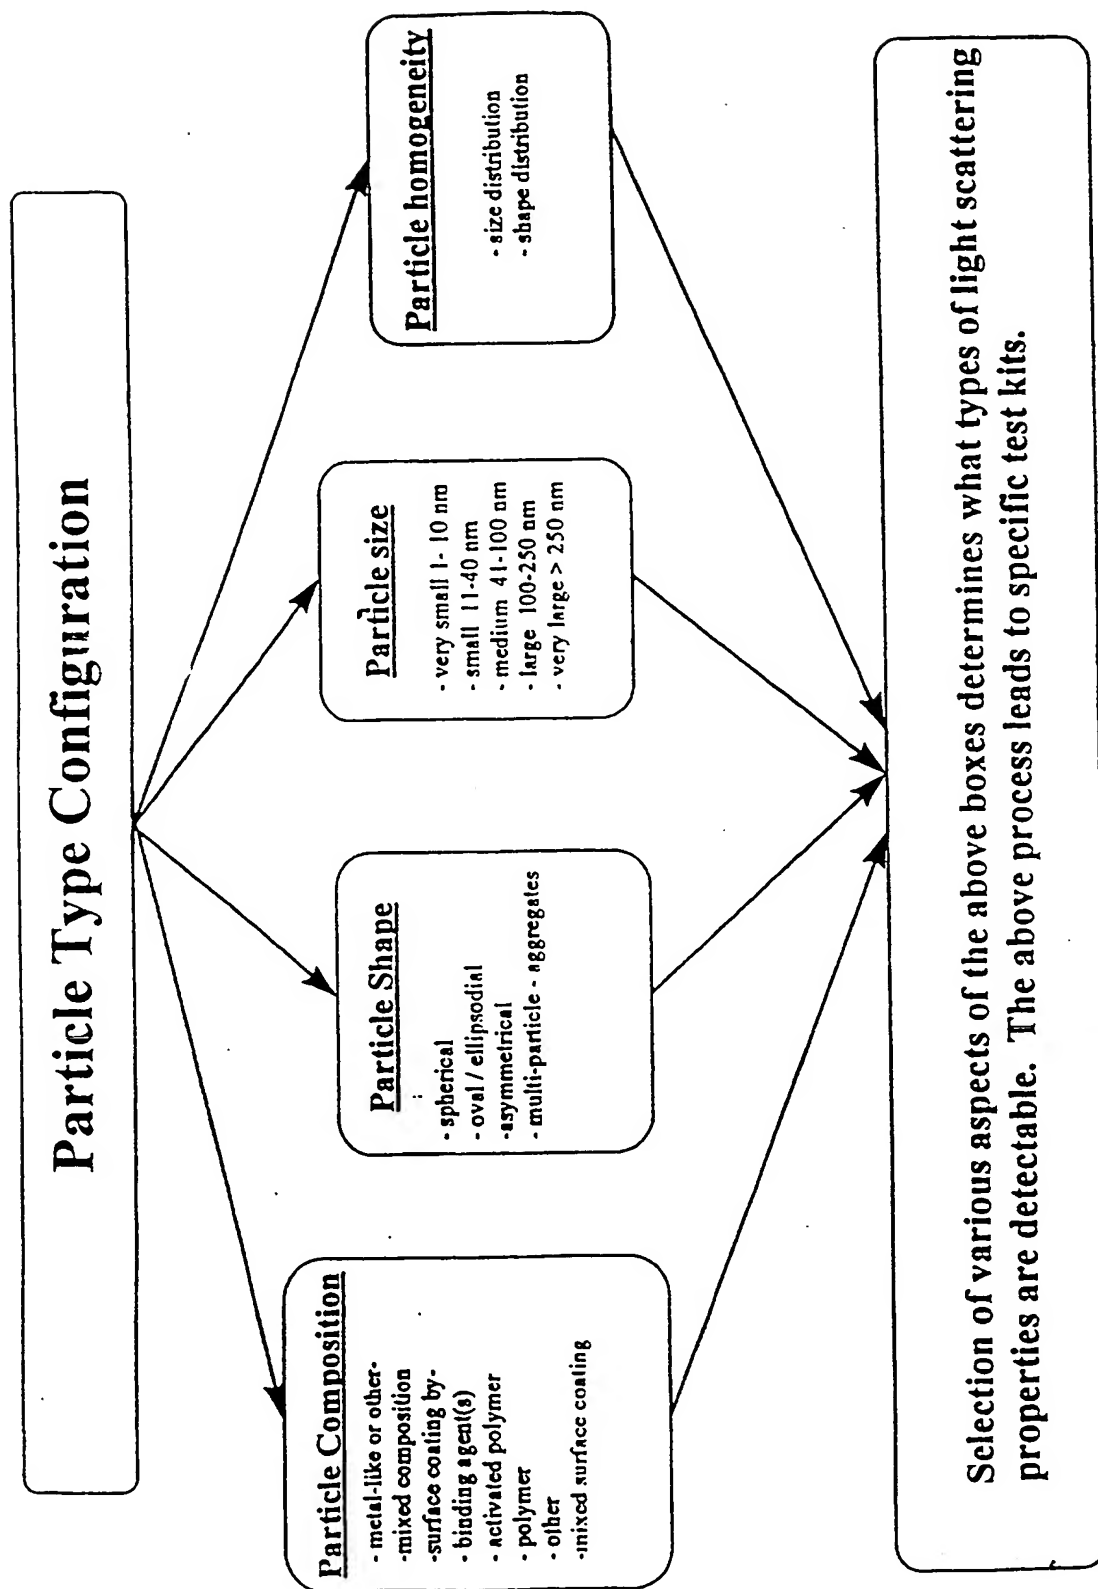 Particle Type Configuration
Particle Composition
- metal-like or other-
-mixed composition
-surface coating by-
- binding agent(s)
- activated polymer
- polymer
- other
-mixed surface coating
Particle Shape
- spherical
- oval / ellipsodial
-asymmetrical
- multi-particle - aggregates
Particle size
- very small 1- 10 nm
- small 11-40 nm
- medium 41-100 nm
- large 100-250 nm
- very large > 250 nm
Particle homogeneity
- size distribution
- shape distribution
Selection of various aspects of the above boxes determines what types of light scattering
properties are detectable. The above process leads to specific test kits.